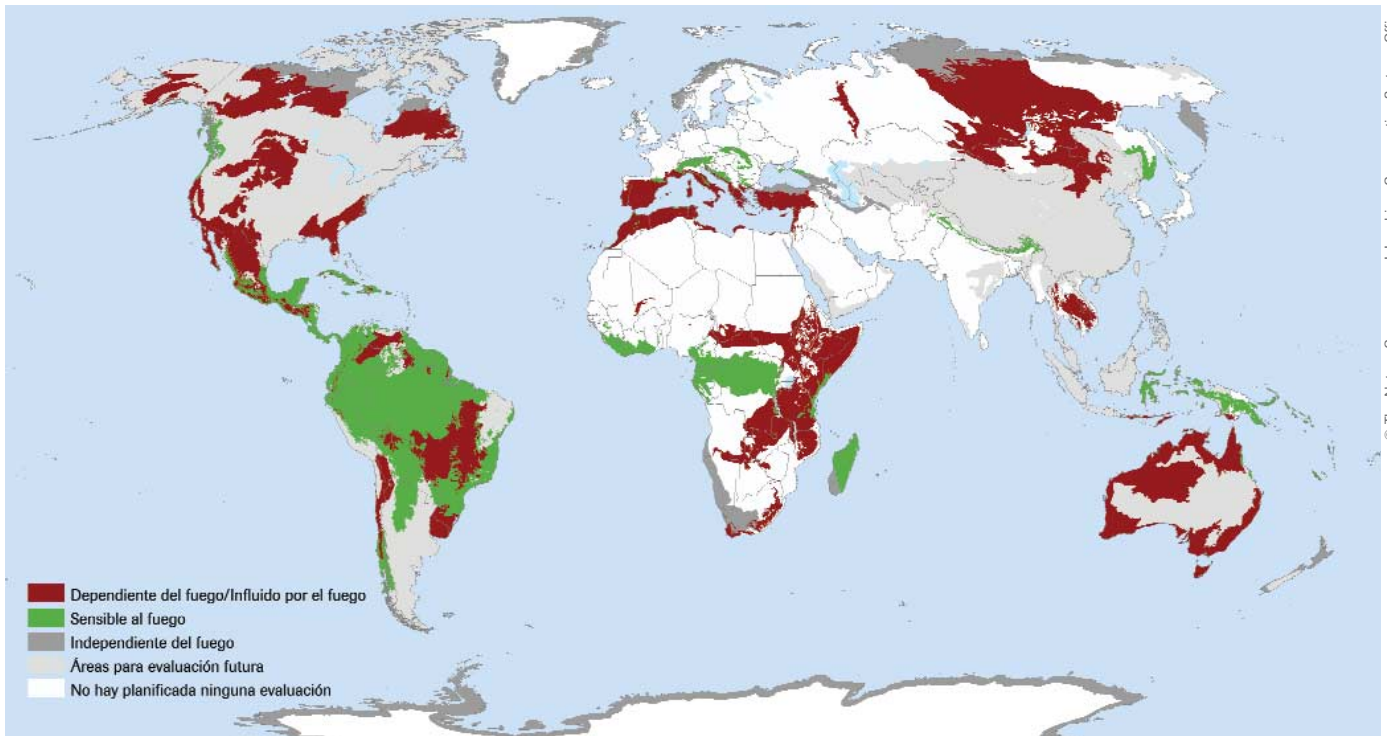 Dependiente del fuego/Influido por el fuego
Sensible al fuego
Independiente del fuego
Áreas para evaluación futura
No hay planificada ninguna evaluación